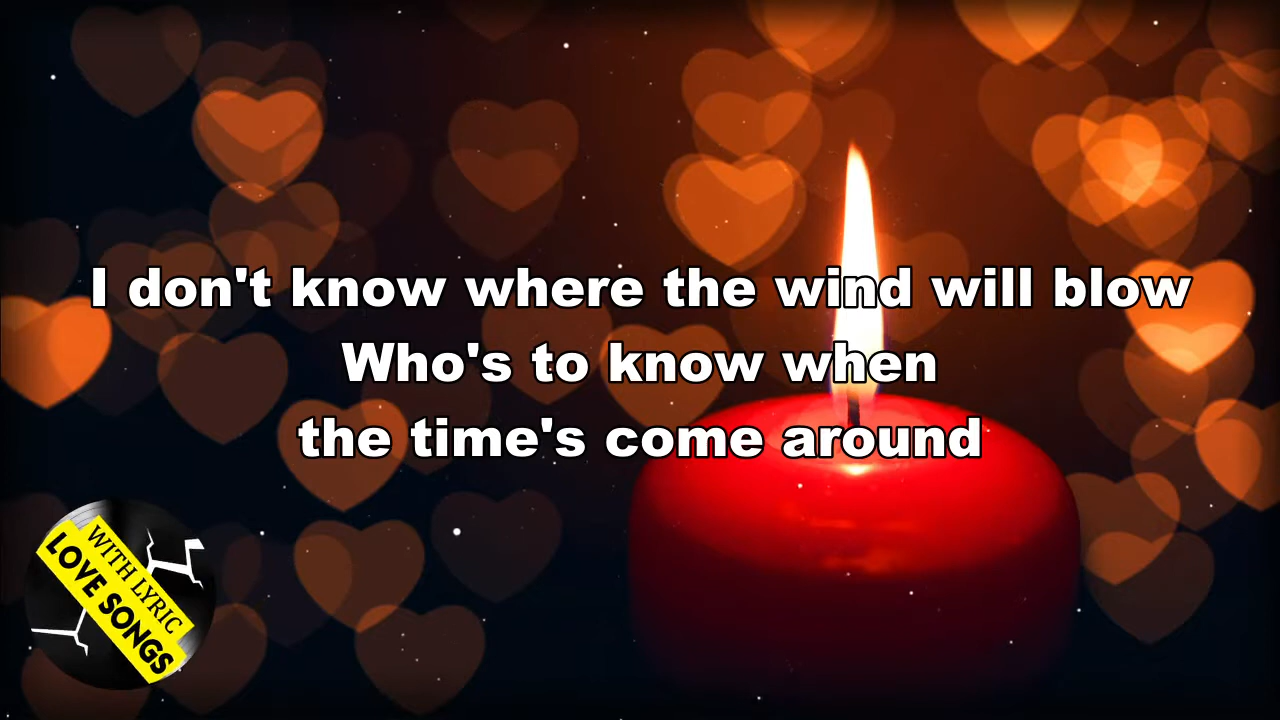 I don't know where the wind will blow
Who's to know when
the time's come around
WITH LYRIC
LOVE SONGS